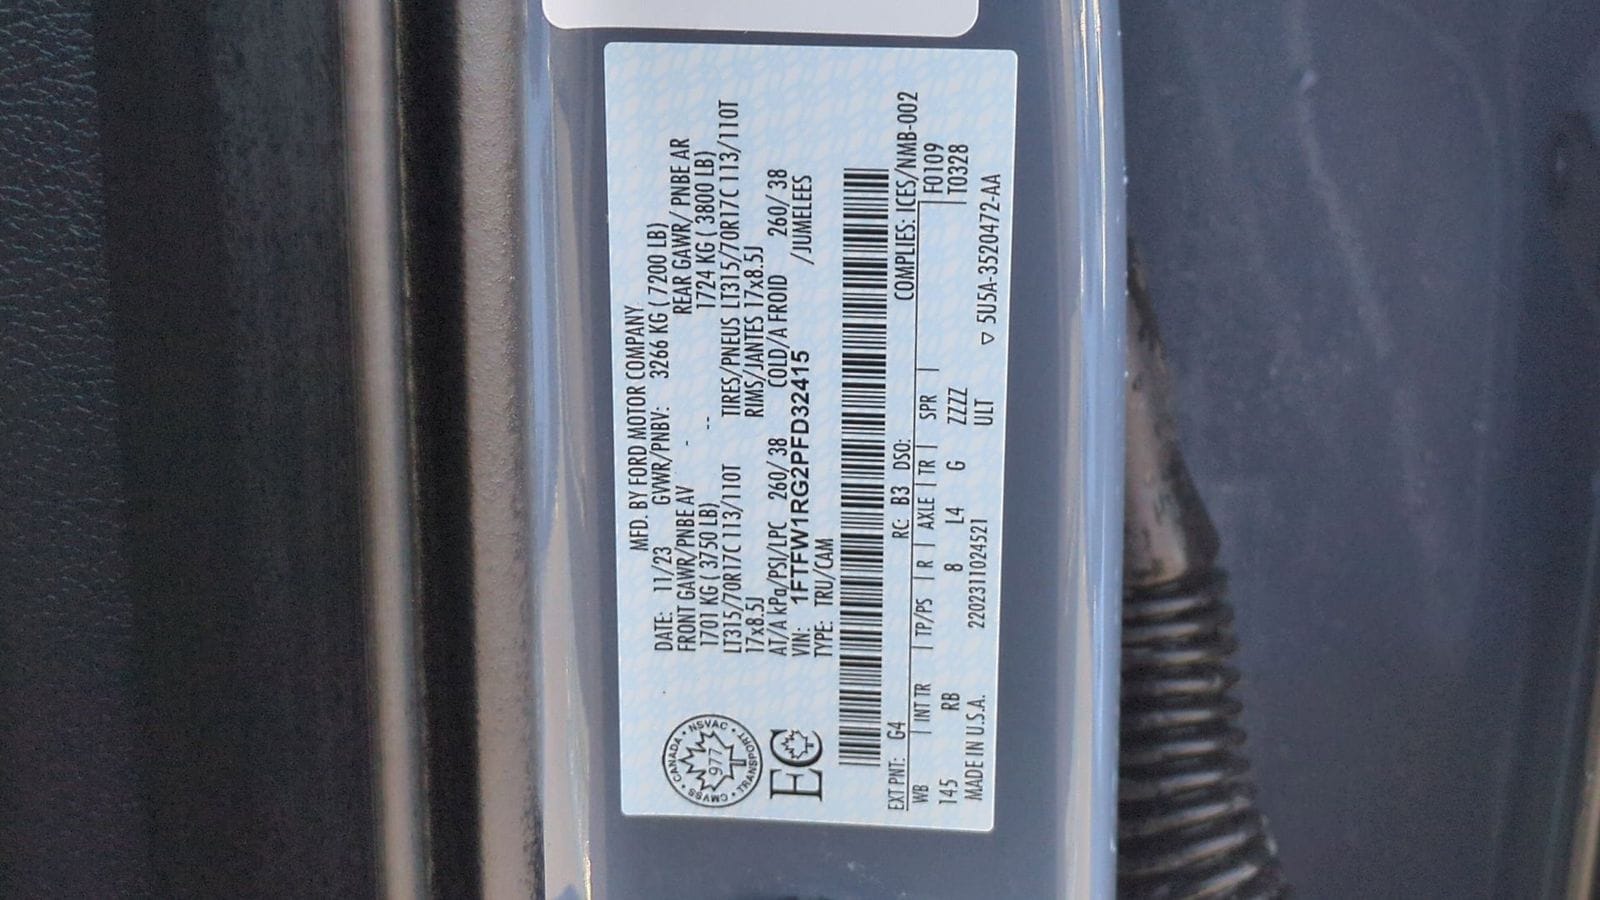 MFD. BY FORD MOTOR COMPANY
DATE: 11/23 GVWR/PNBV: 3266 KG ( 7200 LB)
FRONT GAWR/PNBE AV - REAR GAWR/ PNBE AR
1701 KG ( 3750 LB) -- 1724 KG ( 3800 LB)
LT315/70R17C 113/110T TIRES/PNEUS LT315/70R17C 113/110T
17x8.5J RIMS/JANTES 17x8.5J
AT/A kPa/PSI/LPC 260/ 38 COLD/A FROID 260/ 38
VIN: 1FTFW1RG2PFD32415 /JUMELEES
TYPE: TRU/CAM
CANADA • NSVAC • TRANSPORT • CMVSS •
977
EC
EXT PNT: G4 RC: B3 DSO: COMPLIES: ICES/NMB-002
WB | INT TR | TP/PS | R | AXLE | TR | SPR | F0109
145 RB 8 L4 G ZZZZ T0328
MADE IN U.S.A. 2202311024521 ULT ▽ 5U5A-3520472-AA